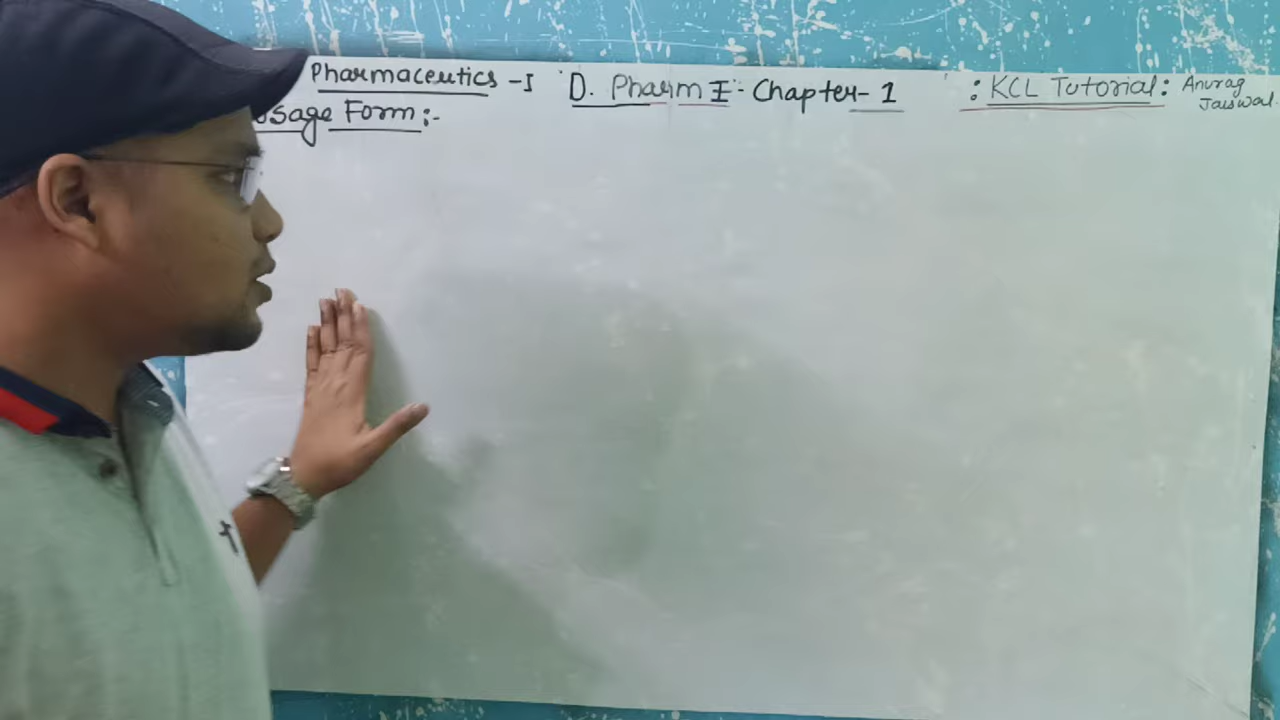 Pharmaceutics - I D. Pharm I :- Chapter - 1 : KCL Tutorial : Anurag Jaiswal.
osage Form :-